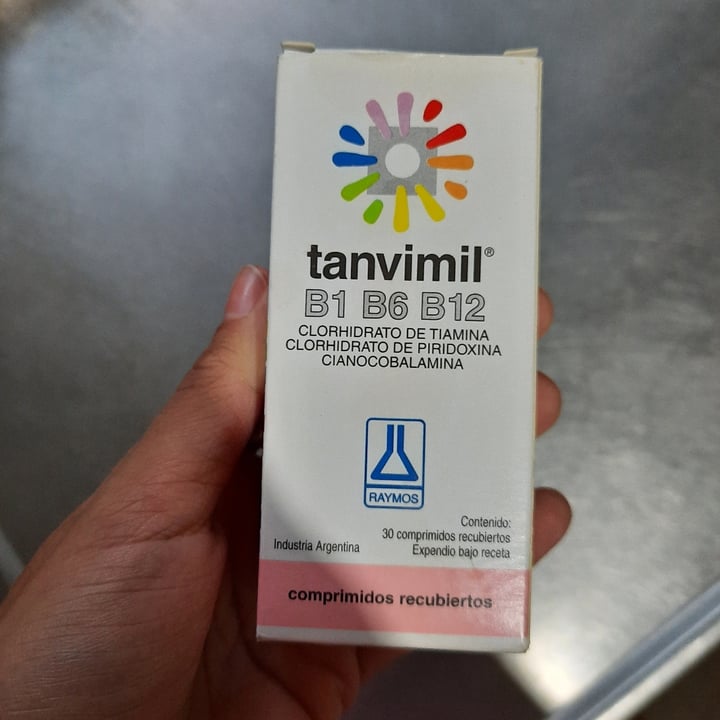 tanvimil®
B1 B6 B12
CLORHIDRATO DE TIAMINA
CLORHIDRATO DE PIRIDOXINA
CIANOCOBALAMINA
RAYMOS
Contenido:
30 comprimidos recubiertos
Industria Argentina
Expendio bajo receta
comprimidos recubiertos